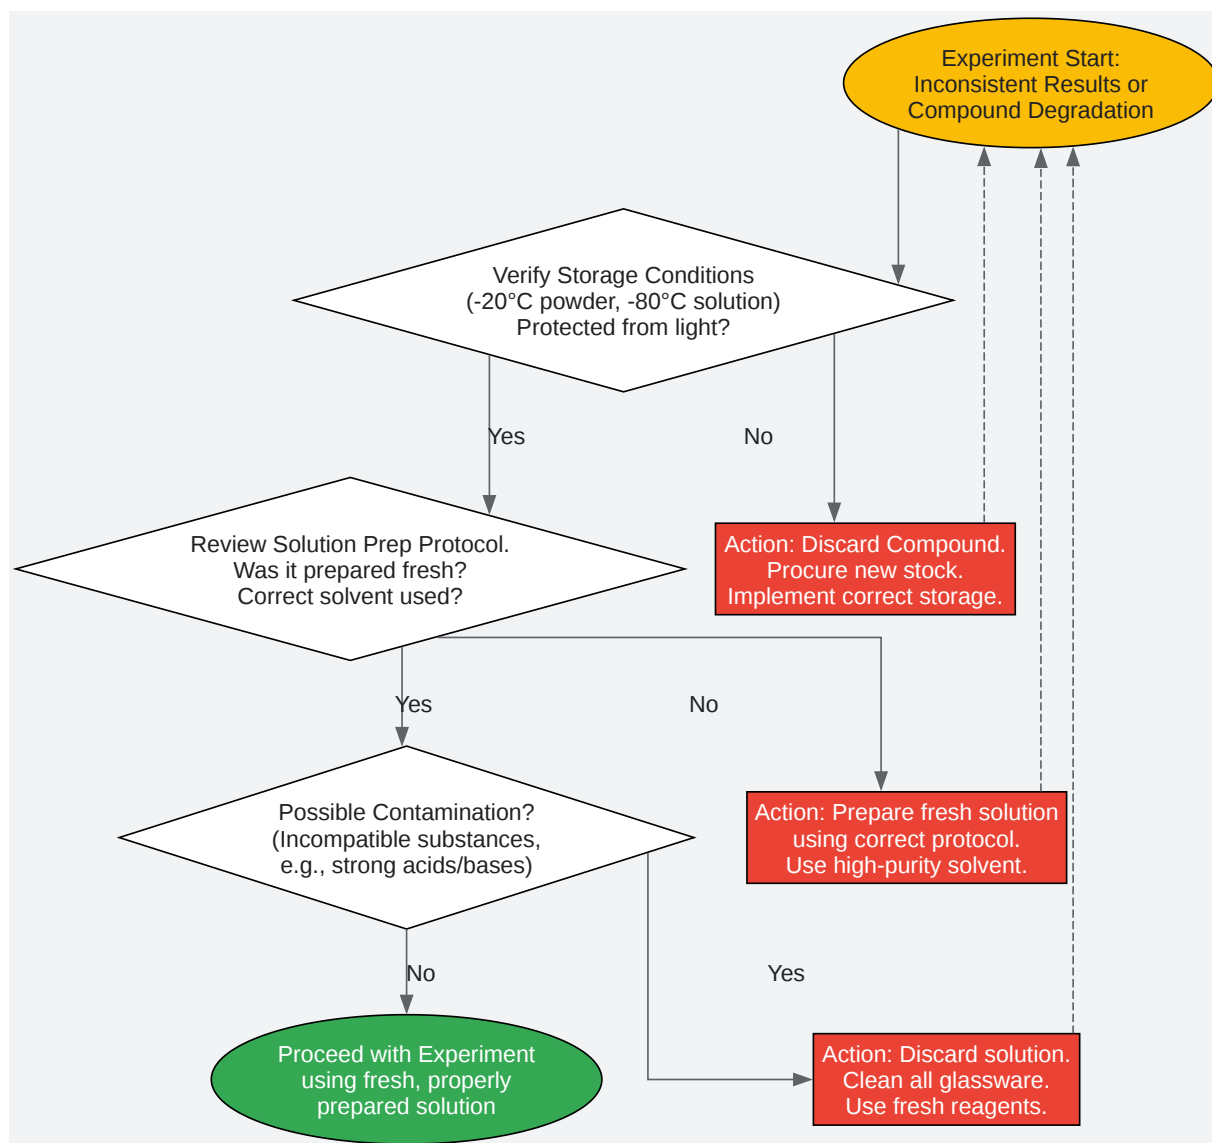 Experiment Start:
Inconsistent Results or
Compound Degradation
Verify Storage Conditions
(-20°C powder, -80°C solution)
Protected from light?
Yes
No
Review Solution Prep Protocol.
Was it prepared fresh?
Correct solvent used?
Action: Discard Compound.
Procure new stock.
Implement correct storage.
Yes
No
Possible Contamination?
(Incompatible substances,
e.g., strong acids/bases)
Action: Prepare fresh solution
using correct protocol.
Use high-purity solvent.
No
Yes
Proceed with Experiment
using fresh, properly
prepared solution
Action: Discard solution.
Clean all glassware.
Use fresh reagents.